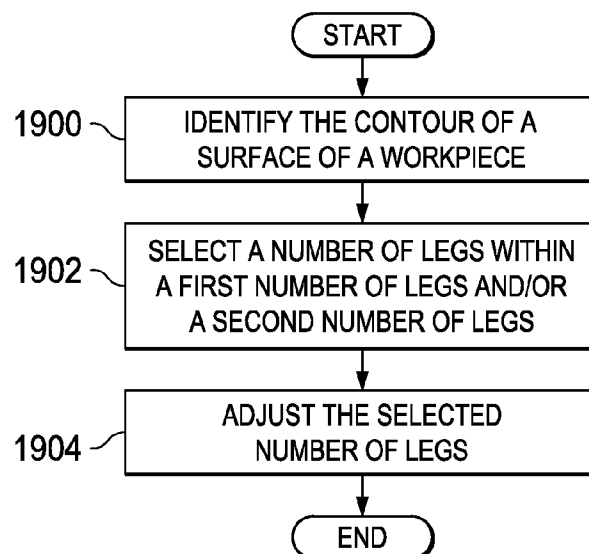 START
1900
IDENTIFY THE CONTOUR OF A
SURFACE OF A WORKPIECE
1902
SELECT A NUMBER OF LEGS WITHIN
A FIRST NUMBER OF LEGS AND/OR
A SECOND NUMBER OF LEGS
1904
ADJUST THE SELECTED
NUMBER OF LEGS
END